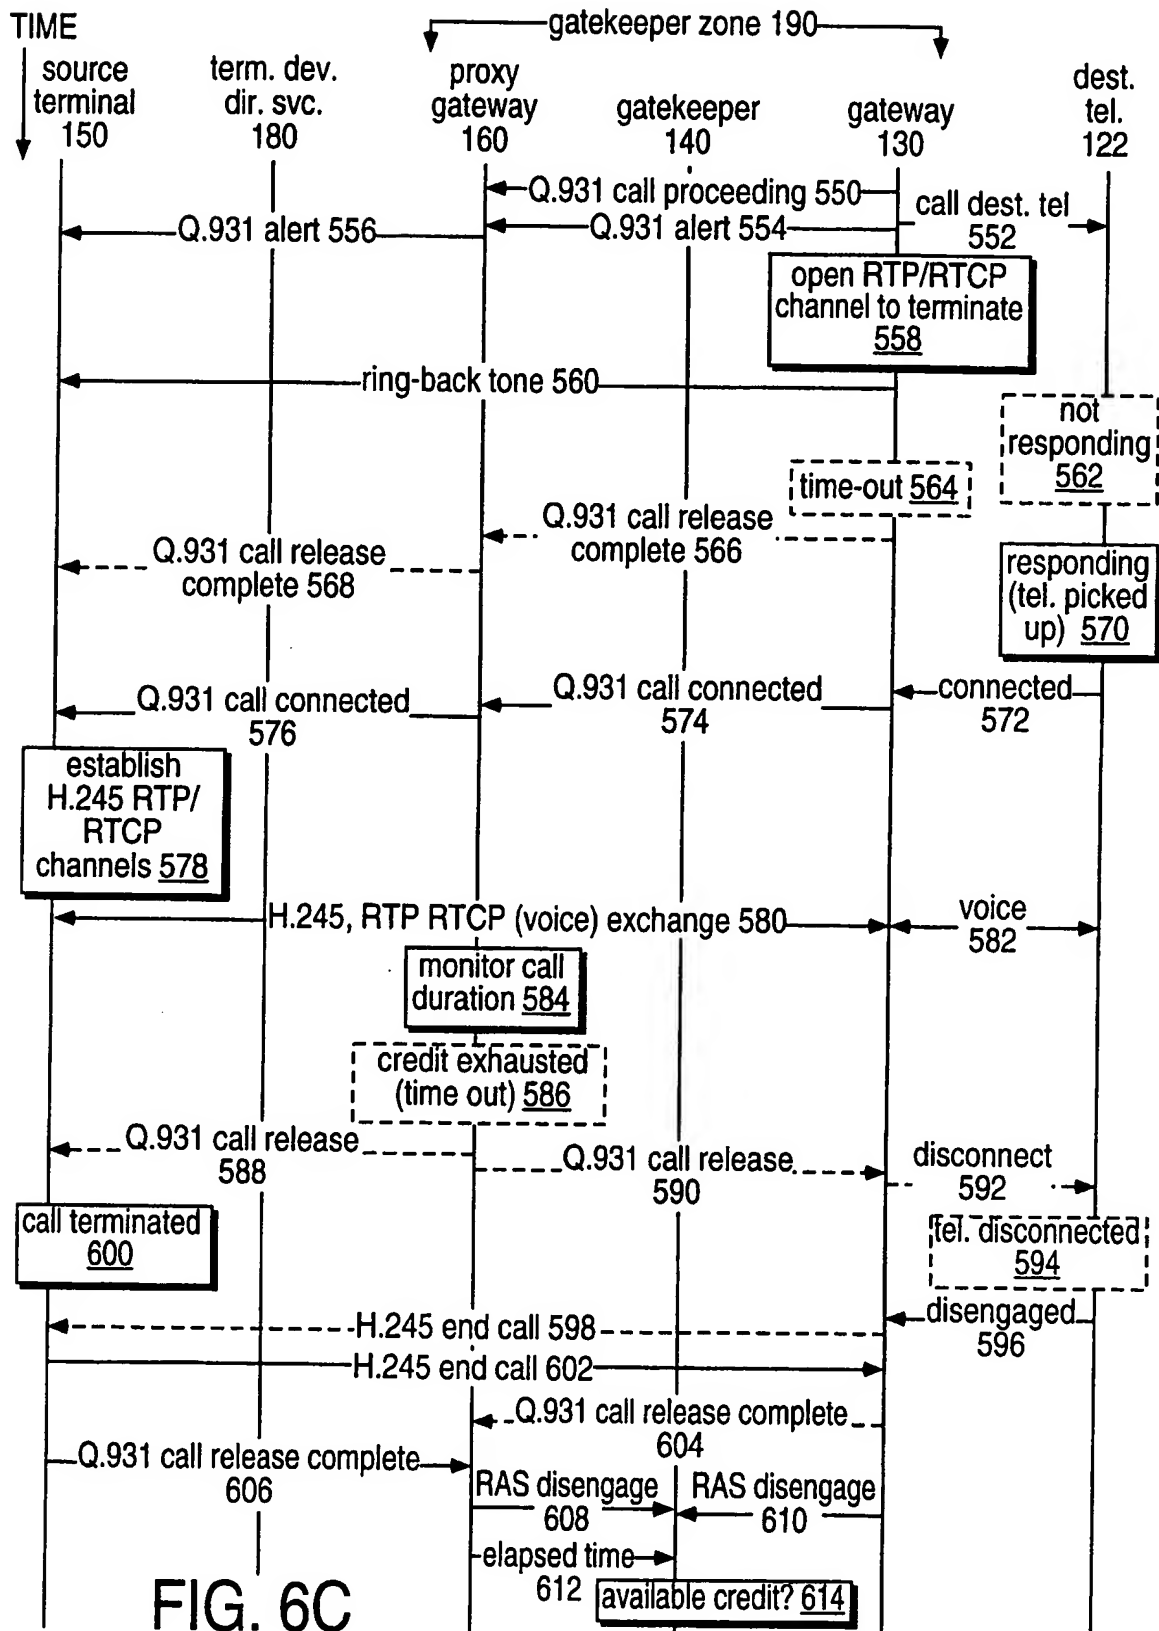 TIME
gatekeeper zone 190
source
terminal
150
term. dev.
dir. svc.
180
proxy
gateway
160
gatekeeper
140
gateway
130
dest.
tel.
122
Q.931 call proceeding 550
Q.931 alert 556
Q.931 alert 554
call dest. tel
552
open RTP/RTCP
channel to terminate
558
ring-back tone 560
not
responding
562
time-out 564
Q.931 call release
complete 566
Q.931 call release
complete 568
responding
(tel. picked
up) 570
connected
572
Q.931 call connected
574
Q.931 call connected
576
establish
H.245 RTP/
RTCP
channels 578
H.245, RTP RTCP (voice) exchange 580
voice
582
monitor call
duration 584
credit exhausted
(time out) 586
Q.931 call release
588
Q.931 call release
590
disconnect
592
call terminated
600
tel. disconnected
594
disengaged
596
H.245 end call 598
H.245 end call 602
Q.931 call release complete
604
Q.931 call release complete
606
RAS disengage
608
RAS disengage
610
elapsed time
612
available credit? 614
FIG. 6C